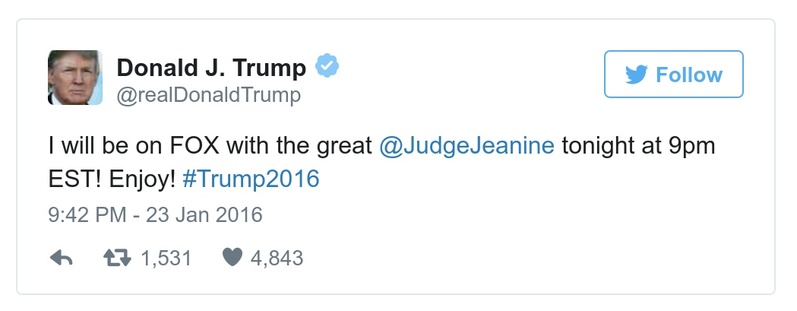 Donald J. Trump
@realDonaldTrump
Follow
I will be on FOX with the great @JudgeJeanine tonight at 9pm
EST! Enjoy! #Trump2016
9:42 PM - 23 Jan 2016
1,531 4,843